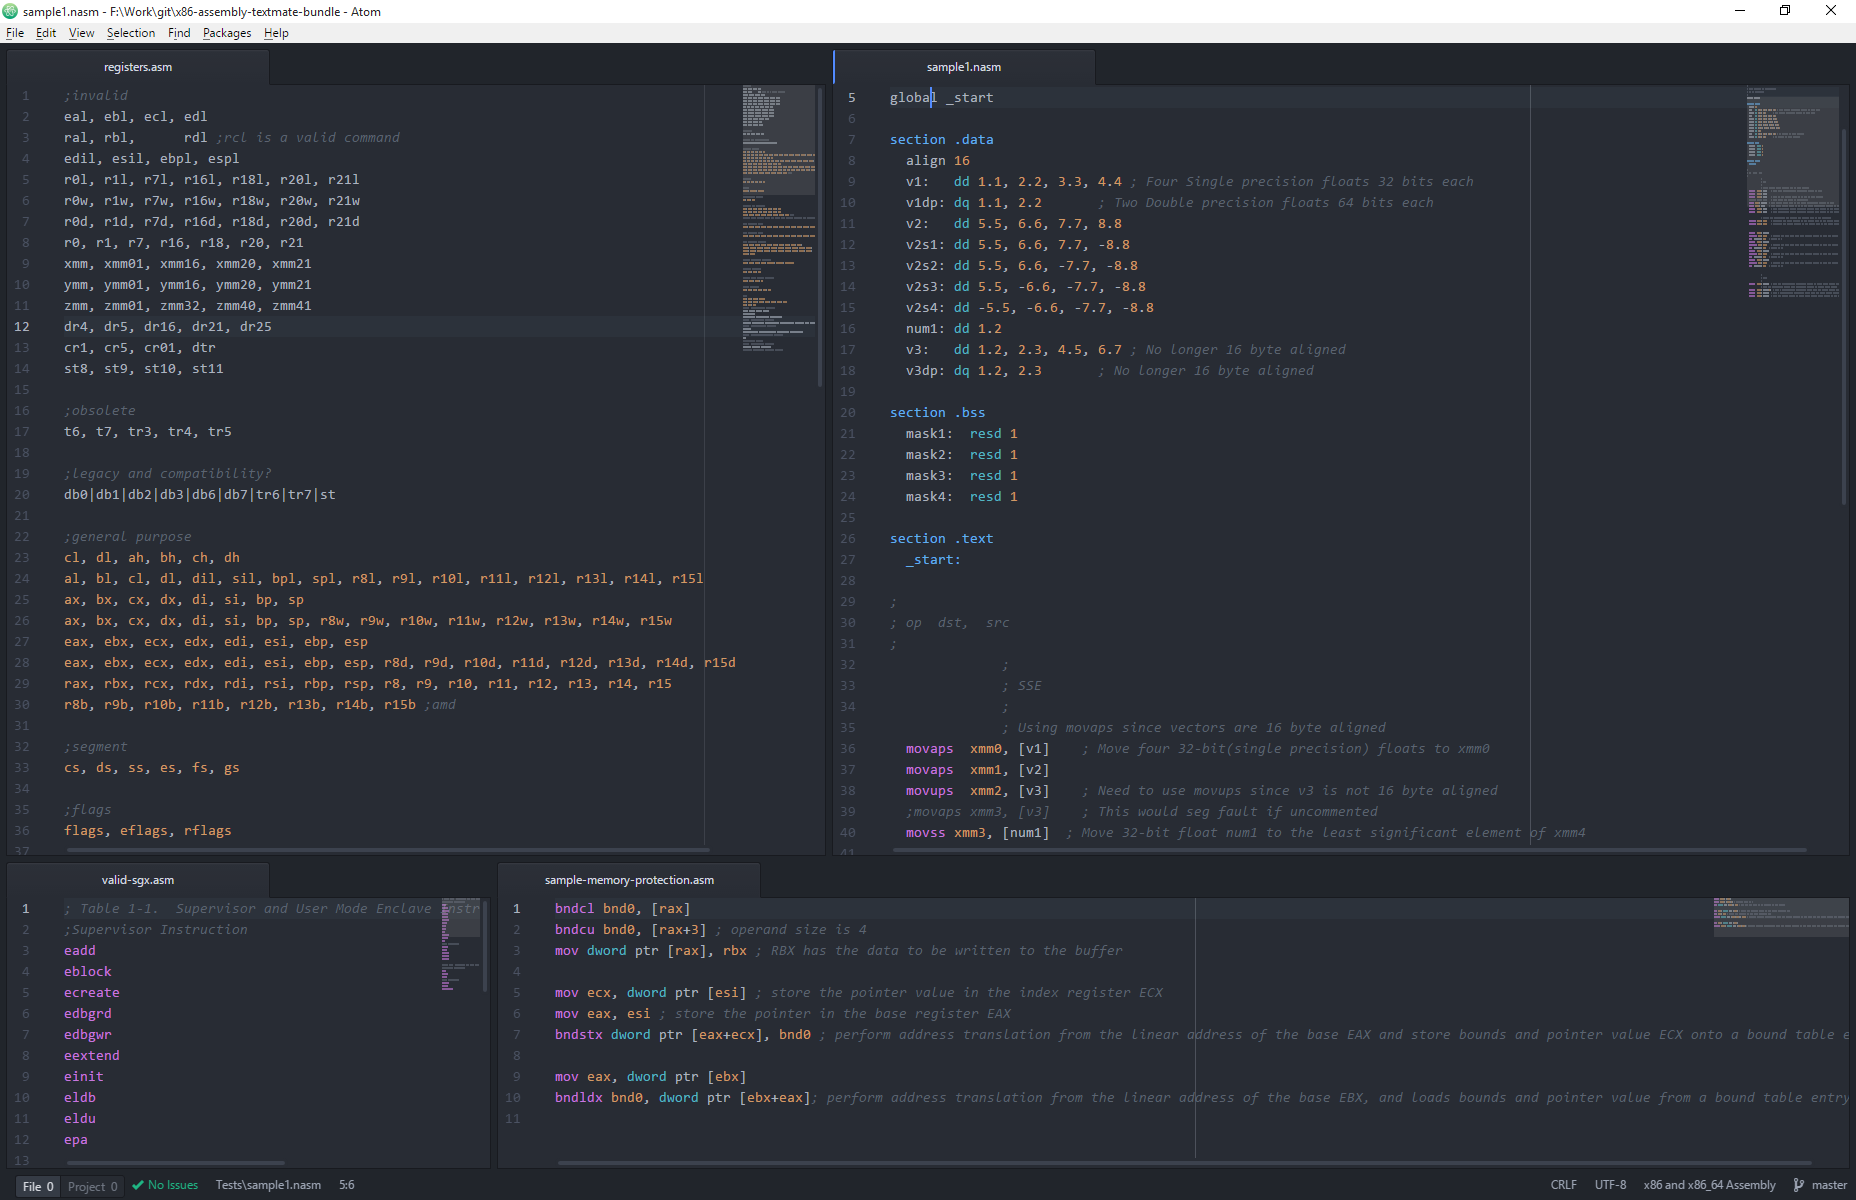 sample1.nasm - F:\Work\git\x86-assembly-textmate-bundle - Atom
File Edit View Selection Find Packages Help
registers.asm
1 ;invalid
2 eal, ebl, ecl, edl
3 ral, rbl,      rdl ;rcl is a valid command
4 edil, esil, ebpl, espl
5 r0l, r1l, r7l, r16l, r18l, r20l, r21l
6 r0w, r1w, r7w, r16w, r18w, r20w, r21w
7 r0d, r1d, r7d, r16d, r18d, r20d, r21d
8 r0, r1, r7, r16, r18, r20, r21
9 xmm, xmm01, xmm16, xmm20, xmm21
10 ymm, ymm01, ymm16, ymm20, ymm21
11 zmm, zmm01, zmm32, zmm40, zmm41
12 dr4, dr5, dr16, dr21, dr25
13 cr1, cr5, cr01, dtr
14 st8, st9, st10, st11
15
16 ;obsolete
17 t6, t7, tr3, tr4, tr5
18
19 ;legacy and compatibility?
20 db0|db1|db2|db3|db6|db7|tr6|tr7|st
21
22 ;general purpose
23 cl, dl, ah, bh, ch, dh
24 al, bl, cl, dl, dil, sil, bpl, spl, r8l, r9l, r10l, r11l, r12l, r13l, r14l, r15l
25 ax, bx, cx, dx, di, si, bp, sp
26 ax, bx, cx, dx, di, si, bp, sp, r8w, r9w, r10w, r11w, r12w, r13w, r14w, r15w
27 eax, ebx, ecx, edx, edi, esi, ebp, esp
28 eax, ebx, ecx, edx, edi, esi, ebp, esp, r8d, r9d, r10d, r11d, r12d, r13d, r14d, r15d
29 rax, rbx, rcx, rdx, rdi, rsi, rbp, rsp, r8, r9, r10, r11, r12, r13, r14, r15
30 r8b, r9b, r10b, r11b, r12b, r13b, r14b, r15b ;amd
31
32 ;segment
33 cs, ds, ss, es, fs, gs
34
35 ;flags
36 flags, eflags, rflags
37
sample1.nasm
5 global _start
6
7 section .data
8   align 16
9   v1:   dd 1.1, 2.2, 3.3, 4.4 ; Four Single precision floats 32 bits each
10   v1dp: dq 1.1, 2.2       ; Two Double precision floats 64 bits each
11   v2:   dd 5.5, 6.6, 7.7, 8.8
12   v2s1: dd 5.5, 6.6, 7.7, -8.8
13   v2s2: dd 5.5, 6.6, -7.7, -8.8
14   v2s3: dd 5.5, -6.6, -7.7, -8.8
15   v2s4: dd -5.5, -6.6, -7.7, -8.8
16   num1: dd 1.2
17   v3:   dd 1.2, 2.3, 4.5, 6.7 ; No longer 16 byte aligned
18   v3dp: dq 1.2, 2.3       ; No longer 16 byte aligned
19
20 section .bss
21   mask1:  resd 1
22   mask2:  resd 1
23   mask3:  resd 1
24   mask4:  resd 1
25
26 section .text
27   _start:
28
29 ;
30 ; op  dst,  src
31 ;
32               ;
33               ; SSE
34               ;
35               ; Using movaps since vectors are 16 byte aligned
36   movaps  xmm0, [v1]    ; Move four 32-bit(single precision) floats to xmm0
37   movaps  xmm1, [v2]
38   movups  xmm2, [v3]    ; Need to use movups since v3 is not 16 byte aligned
39   ;movaps xmm3, [v3]    ; This would seg fault if uncommented
40   movss xmm3, [num1]  ; Move 32-bit float num1 to the least significant element of xmm4
41
valid-sgx.asm
1 ; Table 1-1.  Supervisor and User Mode Enclave Instr
2 ;Supervisor Instruction
3 eadd
4 eblock
5 ecreate
6 edbgrd
7 edbgwr
8 eextend
9 einit
10 eldb
11 eldu
12 epa
13
sample-memory-protection.asm
1 bndcl bnd0, [rax]
2 bndcu bnd0, [rax+3] ; operand size is 4
3 mov dword ptr [rax], rbx ; RBX has the data to be written to the buffer
4
5 mov ecx, dword ptr [esi] ; store the pointer value in the index register ECX
6 mov eax, esi ; store the pointer in the base register EAX
7 bndstx dword ptr [eax+ecx], bnd0 ; perform address translation from the linear address of the base EAX and store bounds and pointer value ECX onto a bound table e
8
9 mov eax, dword ptr [ebx]
10 bndldx bnd0, dword ptr [ebx+eax]; perform address translation from the linear address of the base EBX, and loads bounds and pointer value from a bound table entry
11
File 0 Project 0 No Issues Tests\sample1.nasm 5:6 CRLF UTF-8 x86 and x86_64 Assembly master